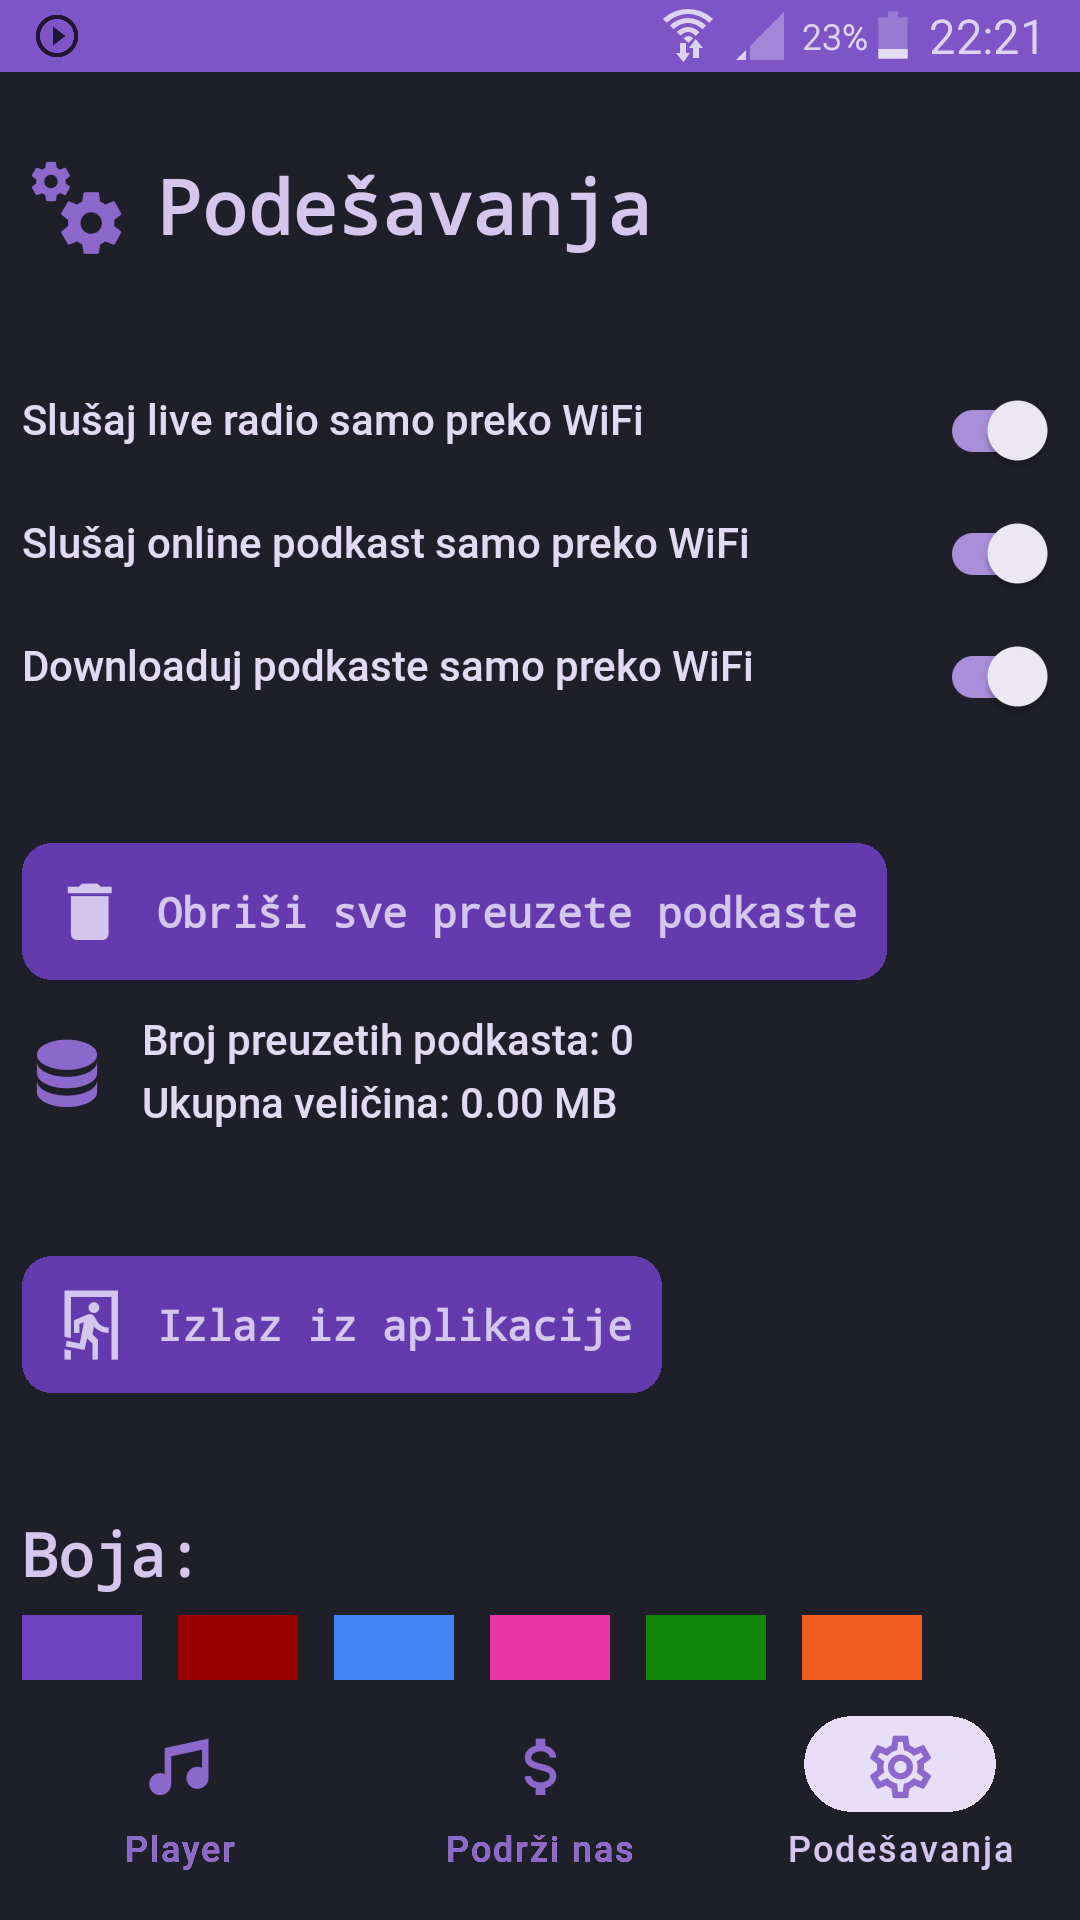 23% 22:21
Podešavanja
Slušaj live radio samo preko WiFi
Slušaj online podkast samo preko WiFi
Downloaduj podkaste samo preko WiFi
Obriši sve preuzete podkaste
Broj preuzetih podkasta: 0
Ukupna veličina: 0.00 MB
Izlaz iz aplikacije
Boja:
Player Podrži nas Podešavanja